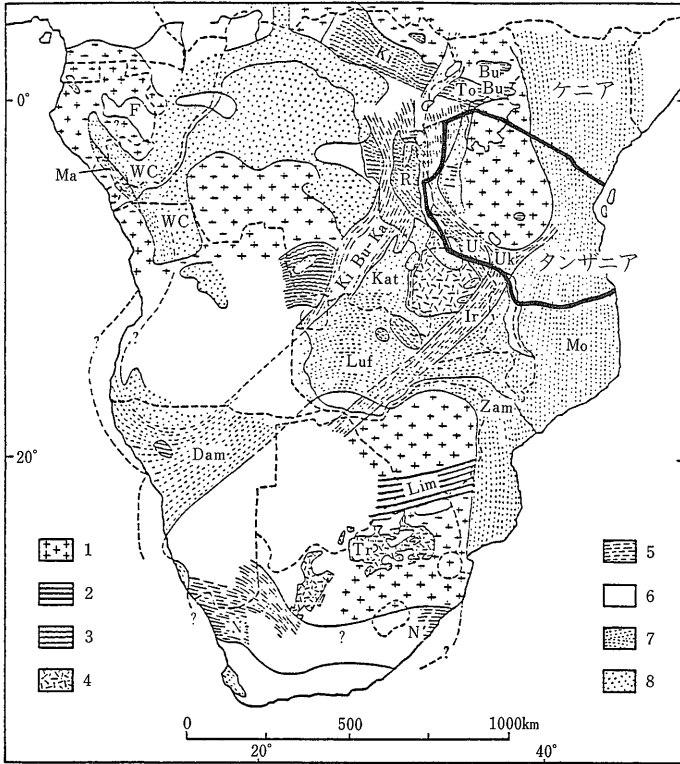 Ki
Bu-
To-Bu
ケニア
0°
F
Ma
WC
R
WC
U
Uk
タンザニア
Ki Bu-Ka
Kat
Ir
Luf
Mo
Zam
20°
Dam
Lim
Tr
N
?
?
?
?
?
1
2
3
4
5
6
7
8
0 500 1000km
20° 40°